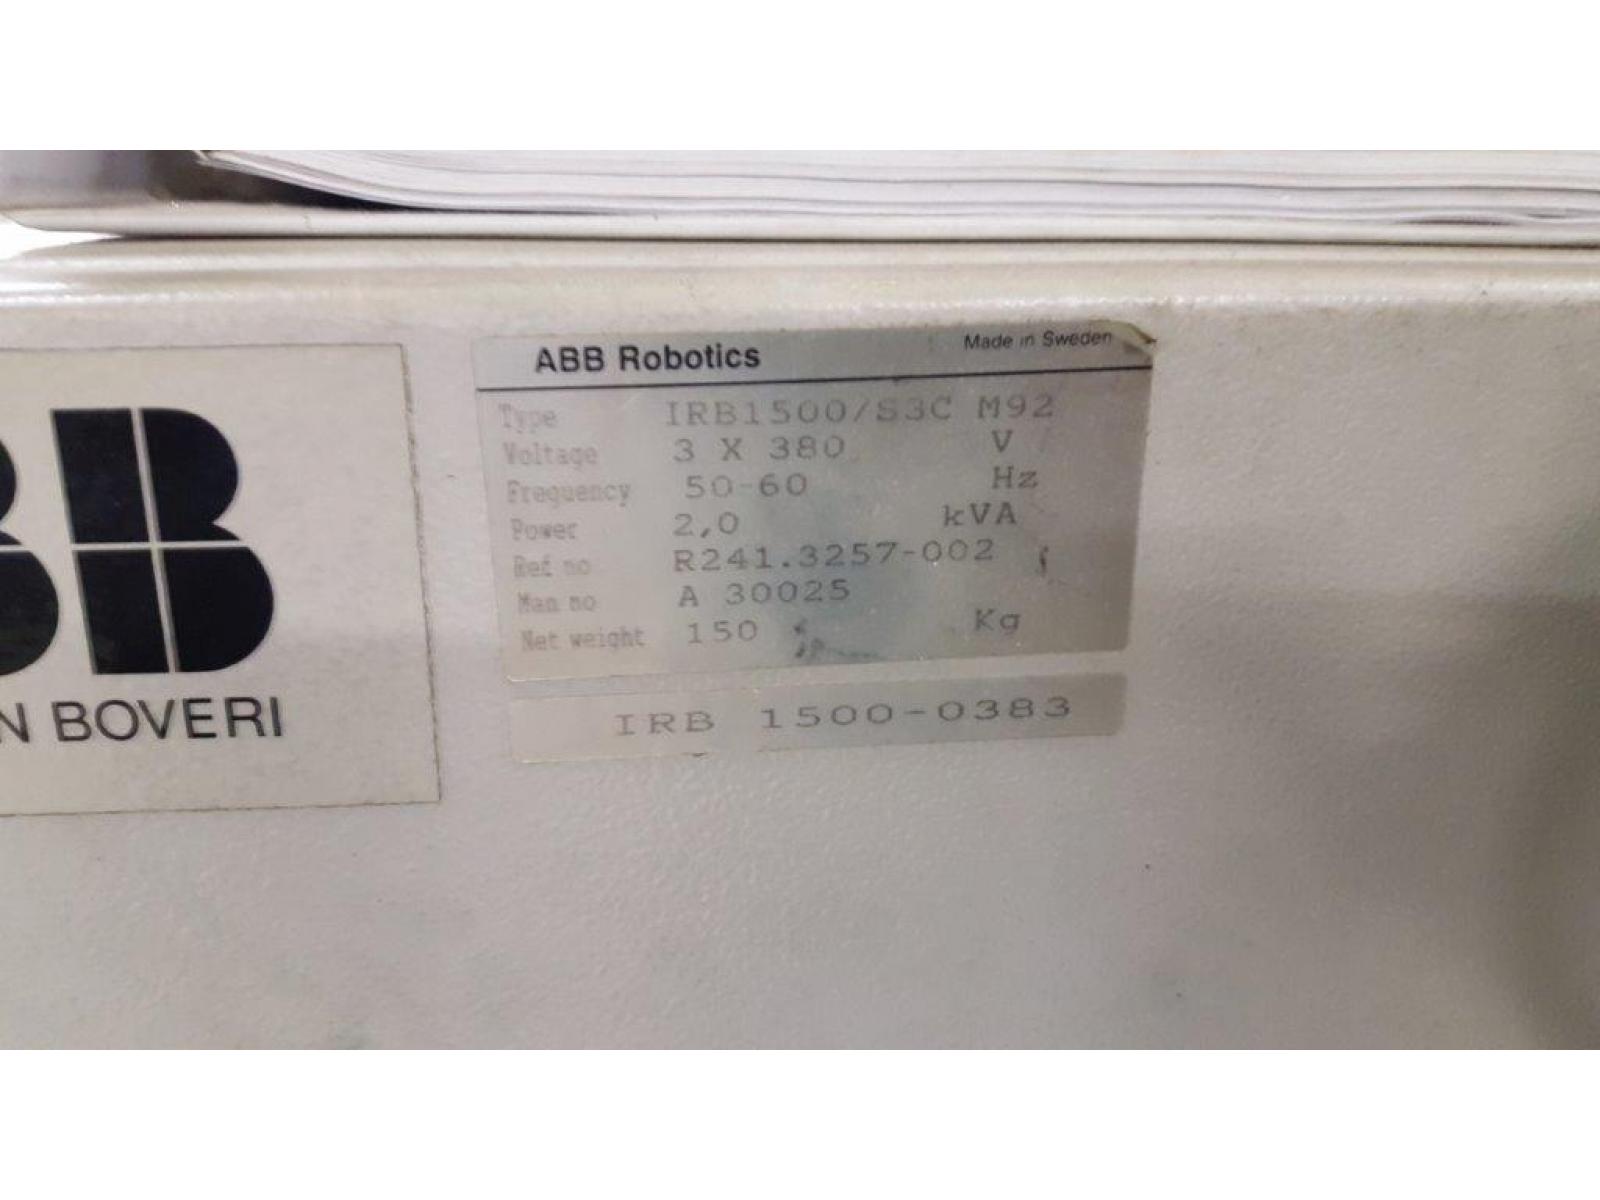 ABB Robotics Made in Sweden
Type IRB1500/S3C M92
Voltage 3 X 380 V
Frequency 50-60 Hz
Power 2,0 kVA
Ref no R241.3257-002
Man no A 30025
Net weight 150 Kg
IRB 1500-0383
BB
N BOVERI